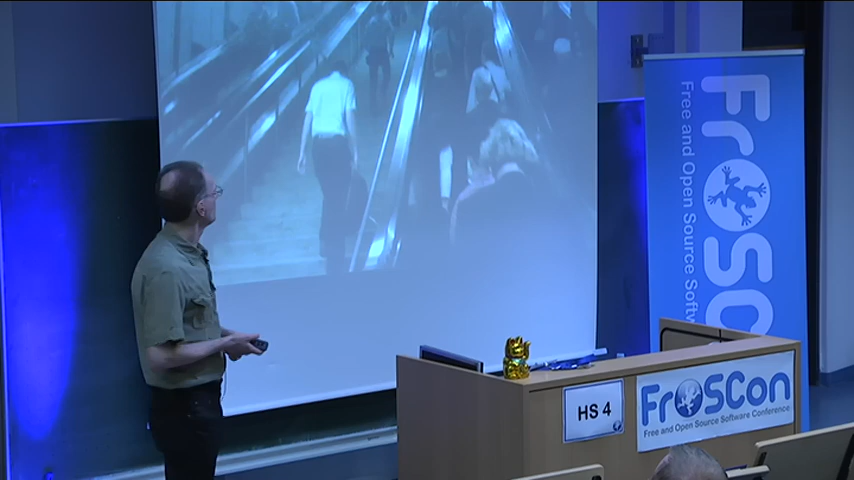 FrOSCon
Free and Open Source Softw
HS 4
FrOSCon
Free and Open Source Software Conference